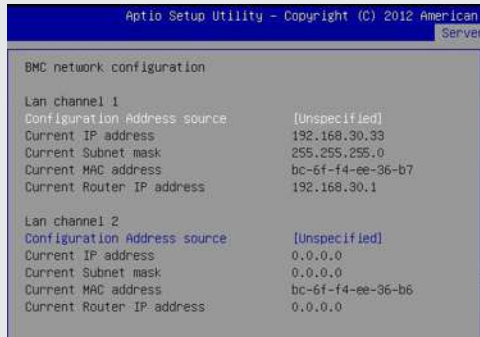 Aptio Setup Utility - Copyright (C) 2012 American
Server
BMC network configuration
Lan channel 1
Configuration Address source [Unspecified]
Current IP address 192.168.30.33
Current Subnet mask 255.255.255.0
Current MAC address bc-6f-f4-ee-36-b7
Current Router IP address 192.168.30.1
Lan channel 2
Configuration Address source [Unspecified]
Current IP address 0.0.0.0
Current Subnet mask 0.0.0.0
Current MAC address bc-6f-f4-ee-36-b6
Current Router IP address 0.0.0.0